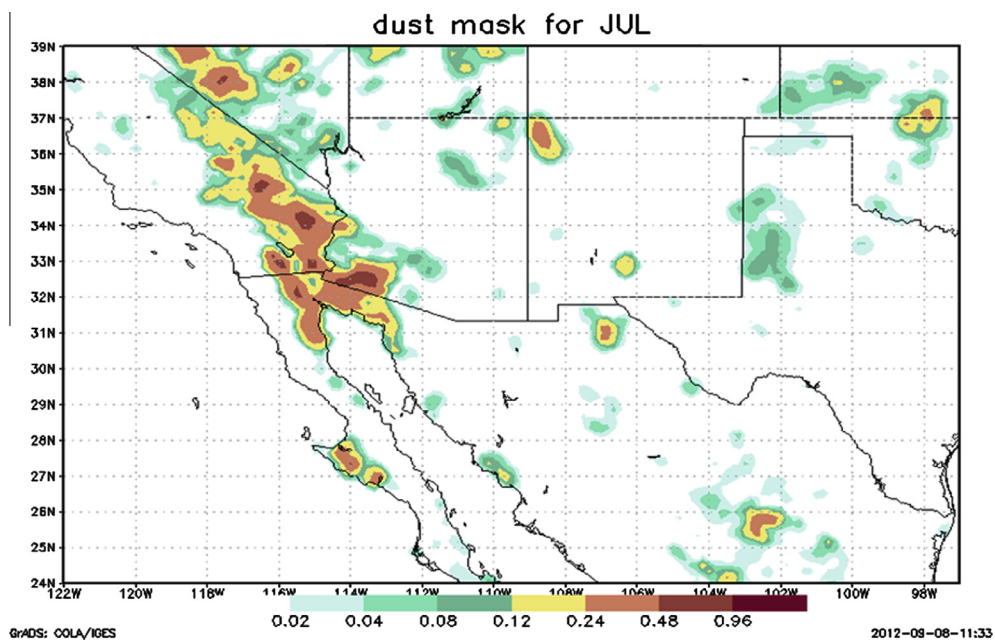 dust mask for JUL
39N
38N
37N
36N
35N
34N
33N
32N
31N
30N
29N
28N
27N
26N
25N
24N
122W 120W 118W 116W 114W 112W 110W 108W 106W 104W 102W 100W 98W
0.02 0.04 0.08 0.12 0.24 0.48 0.96
GrADS: COLA/IGES 2012-09-08-11:33